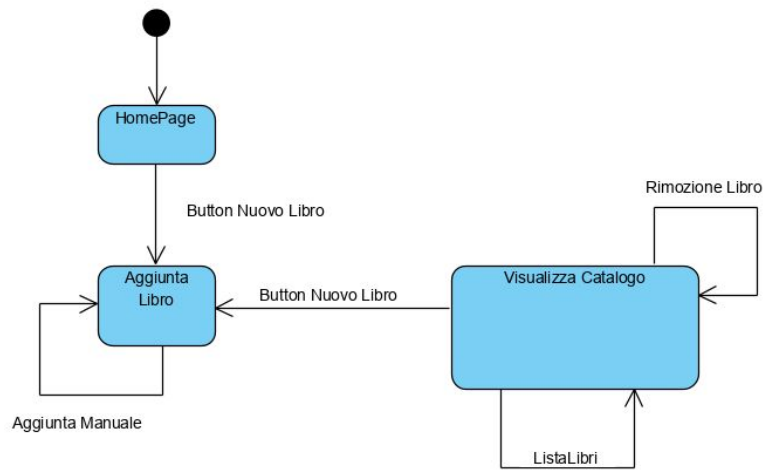 HomePage
Button Nuovo Libro
Rimozione Libro
Aggiunta
Libro
Button Nuovo Libro
Visualizza Catalogo
Aggiunta Manuale
ListaLibri